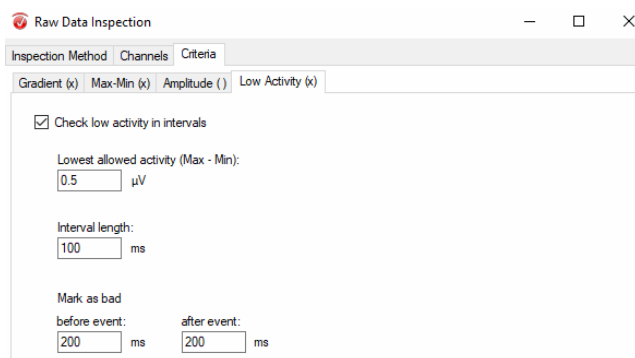 Raw Data Inspection
Inspection Method Channels Criteria
Gradient (x) Max-Min (x) Amplitude ( ) Low Activity (x)
Check low activity in intervals
Lowest allowed activity (Max - Min):
0.5 µV
Interval length:
100 ms
Mark as bad
before event: after event:
200 ms 200 ms